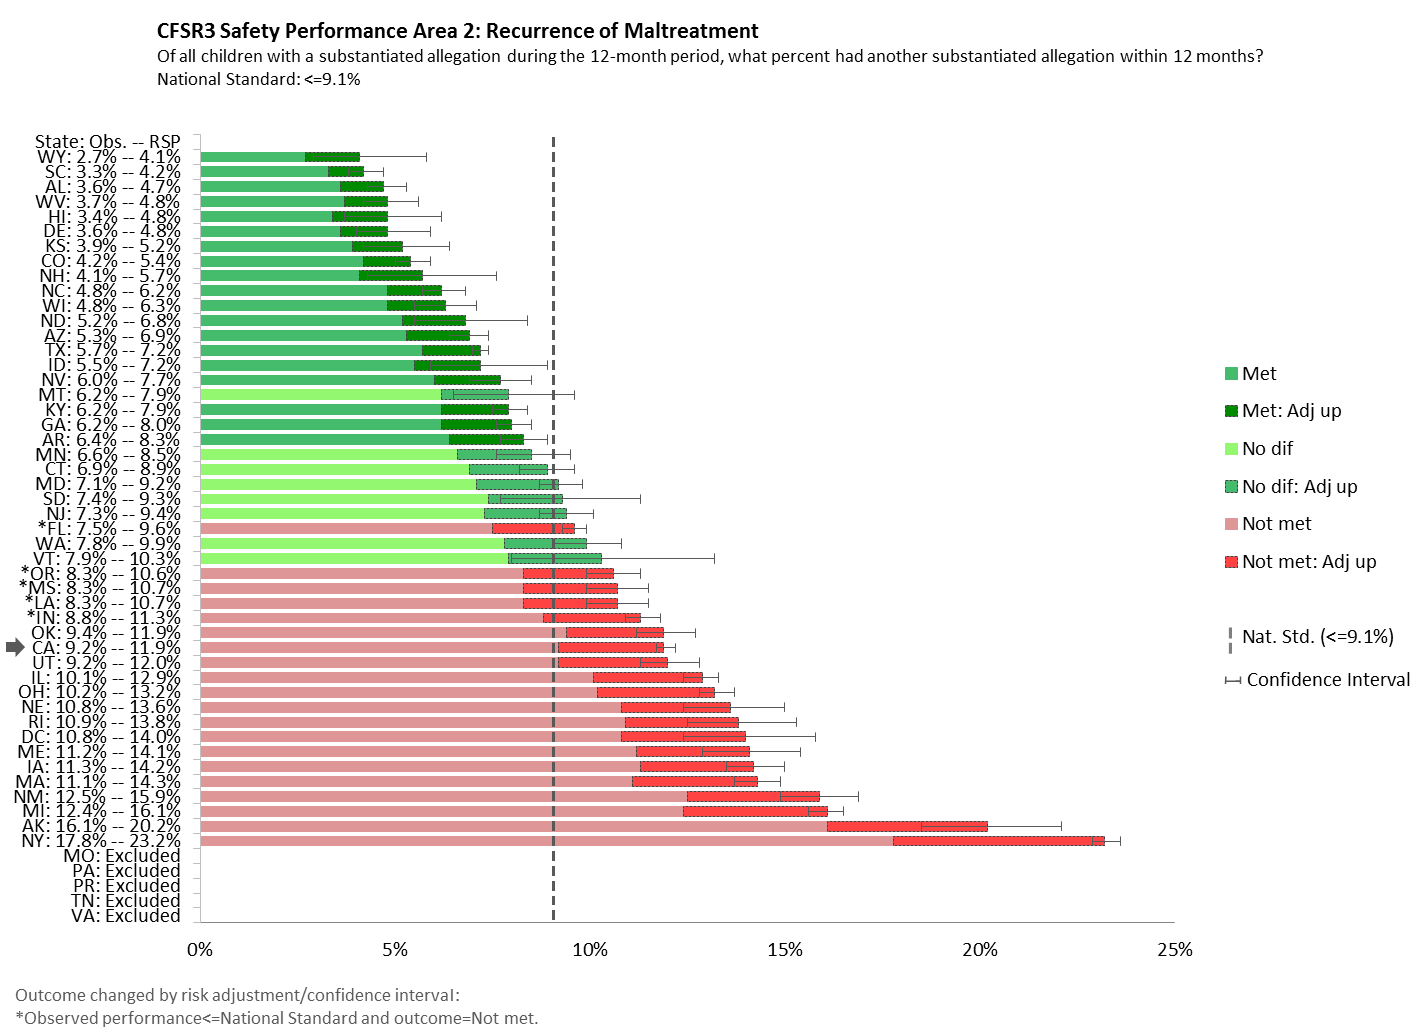 CFSR3 Safety Performance Area 2: Recurrence of Maltreatment
Of all children with a substantiated allegation during the 12-month period, what percent had another substantiated allegation within 12 months?
National Standard: <=9.1%
State: Obs. -- RSP
WY: 2.7% -- 4.1%
SC: 3.3% -- 4.2%
AL: 3.6% -- 4.7%
WV: 3.7% -- 4.8%
HI: 3.4% -- 4.8%
DE: 3.6% -- 4.8%
KS: 3.9% -- 5.2%
CO: 4.2% -- 5.4%
NH: 4.1% -- 5.7%
NC: 4.8% -- 6.2%
WI: 4.8% -- 6.3%
ND: 5.2% -- 6.8%
AZ: 5.3% -- 6.9%
TX: 5.7% -- 7.2%
ID: 5.5% -- 7.2%
NV: 6.0% -- 7.7%
MT: 6.2% -- 7.9%
KY: 6.2% -- 7.9%
GA: 6.2% -- 8.0%
AR: 6.4% -- 8.3%
MN: 6.6% -- 8.5%
CT: 6.9% -- 8.9%
MD: 7.1% -- 9.2%
SD: 7.4% -- 9.3%
NJ: 7.3% -- 9.4%
*FL: 7.5% -- 9.6%
WA: 7.8% -- 9.9%
VT: 7.9% -- 10.3%
*OR: 8.3% -- 10.6%
*MS: 8.3% -- 10.7%
*LA: 8.3% -- 10.7%
*IN: 8.8% -- 11.3%
OK: 9.4% -- 11.9%
CA: 9.2% -- 11.9%
UT: 9.2% -- 12.0%
IL: 10.1% -- 12.9%
OH: 10.2% -- 13.2%
NE: 10.8% -- 13.6%
RI: 10.9% -- 13.8%
DC: 10.8% -- 14.0%
ME: 11.2% -- 14.1%
IA: 11.3% -- 14.2%
MA: 11.1% -- 14.3%
NM: 12.5% -- 15.9%
MI: 12.4% -- 16.1%
AK: 16.1% -- 20.2%
NY: 17.8% -- 23.2%
MO: Excluded
PA: Excluded
PR: Excluded
TN: Excluded
VA: Excluded
0% 5% 10% 15% 20% 25%
Met
Met: Adj up
No dif
No dif: Adj up
Not met
Not met: Adj up
Nat. Std. (<=9.1%)
Confidence Interval
Outcome changed by risk adjustment/confidence interval:
*Observed performance<=National Standard and outcome=Not met.